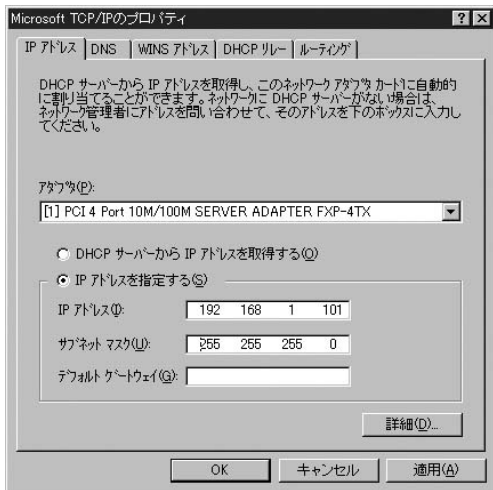 Microsoft TCP/IPのプロパティ
IP アドレス DNS WINS アドレス DHCP リレー ルーティング
DHCP サーバーから IP アドレスを取得し、このネットワーク アダプタ カードに自動的
に割り当てることができます。ネットワークに DHCP サーバーがない場合は、
ネットワーク管理者にアドレスを問い合わせて、そのアドレスを下のボックスに入力し
てください。
アダプタ(P):
[1] PCI 4 Port 10M/100M SERVER ADAPTER FXP-4TX
DHCP サーバーから IP アドレスを取得する(O)
IP アドレスを指定する(S)
IP アドレス(I): 192 168 1 101
サブネット マスク(U): 255 255 255 0
デフォルト ゲートウェイ(G):
詳細(D)...
OK キャンセル 適用(A)